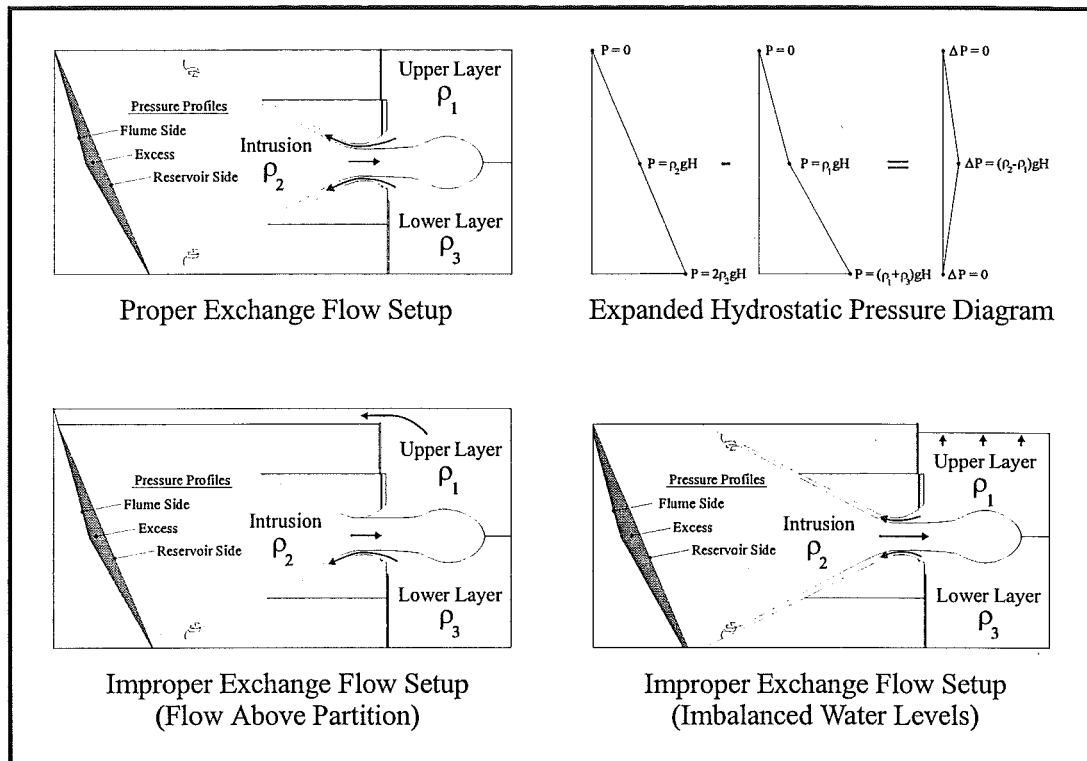 Upper Layer
ρ₁
Pressure Profiles
Flume Side
Excess
Reservoir Side
Intrusion
ρ₂
Lower Layer
ρ₃
Proper Exchange Flow Setup
P = 0
P = ρ₂gH
P = 2ρ₂gH
-
P = 0
P = ρ₁gH
P = (ρ₁+ρ₃)gH
=
ΔP = 0
ΔP = (ρ₂-ρ₁)gH
ΔP = 0
Expanded Hydrostatic Pressure Diagram
Upper Layer
ρ₁
Pressure Profiles
Flume Side
Excess
Reservoir Side
Intrusion
ρ₂
Lower Layer
ρ₃
Improper Exchange Flow Setup
(Flow Above Partition)
Upper Layer
ρ₁
Pressure Profiles
Flume Side
Excess
Reservoir Side
Intrusion
ρ₂
Lower Layer
ρ₃
Improper Exchange Flow Setup
(Imbalanced Water Levels)